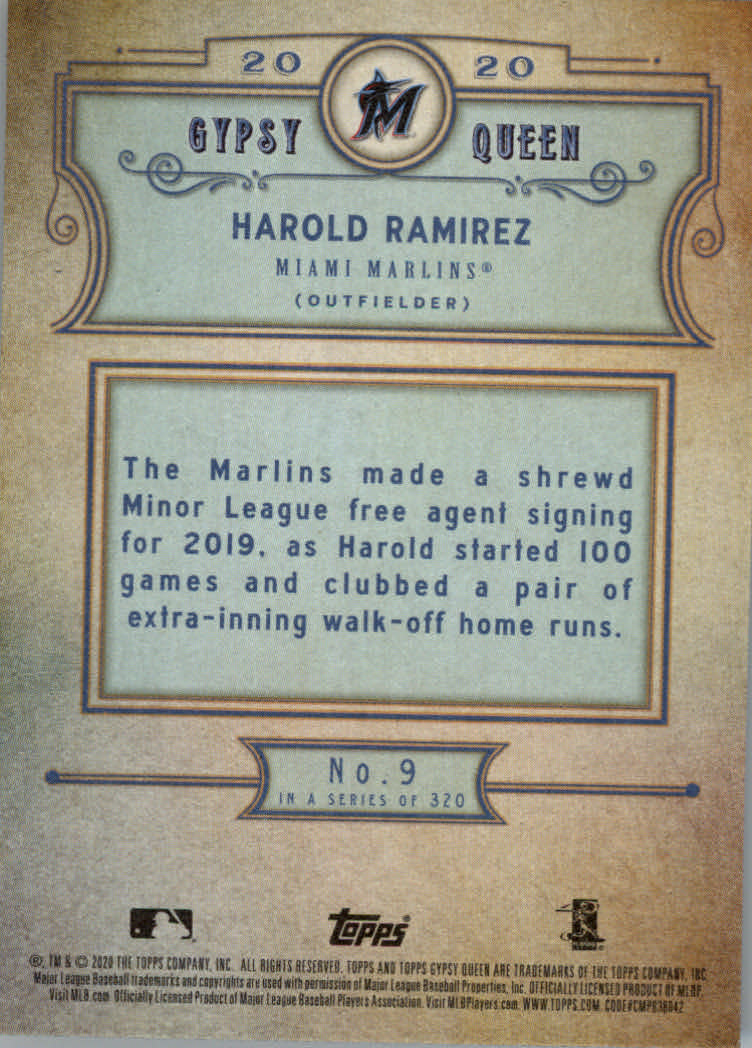 20 20
GYPSY QUEEN
HAROLD RAMIREZ
MIAMI MARLINS®
(OUTFIELDER)
The Marlins made a shrewd
Minor League free agent signing
for 2019, as Harold started 100
games and clubbed a pair of
extra-inning walk-off home runs.
No. 9
IN A SERIES OF 320
Topps®
®, TM & © 2020 THE TOPPS COMPANY, INC. ALL RIGHTS RESERVED. TOPPS AND TOPPS GYPSY QUEEN ARE TRADEMARKS OF THE TOPPS COMPANY, INC.
Major League Baseball trademarks and copyrights are used with permission of Major League Baseball Properties, Inc. OFFICIALLY LICENSED PRODUCT OF MLBP.
Visit MLB.com. Officially Licensed Product of Major League Baseball Players Association. Visit MLBPlayers.com. WWW.TOPPS.COM. CODE#CMP838042